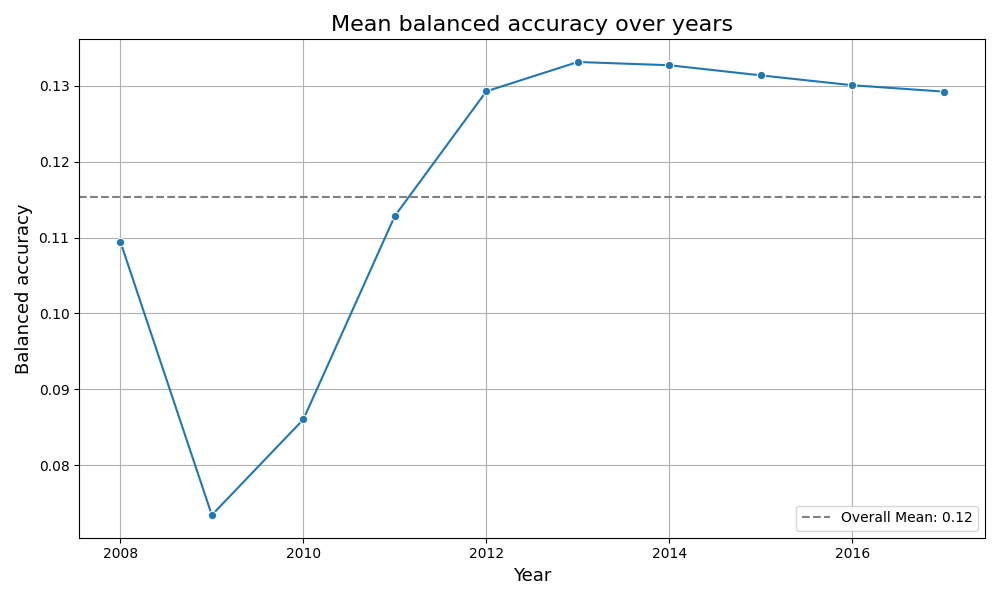 Mean balanced accuracy over years
Balanced accuracy
0.13
0.12
0.11
0.10
0.09
0.08
Overall Mean: 0.12
2008 2010 2012 2014 2016
Year